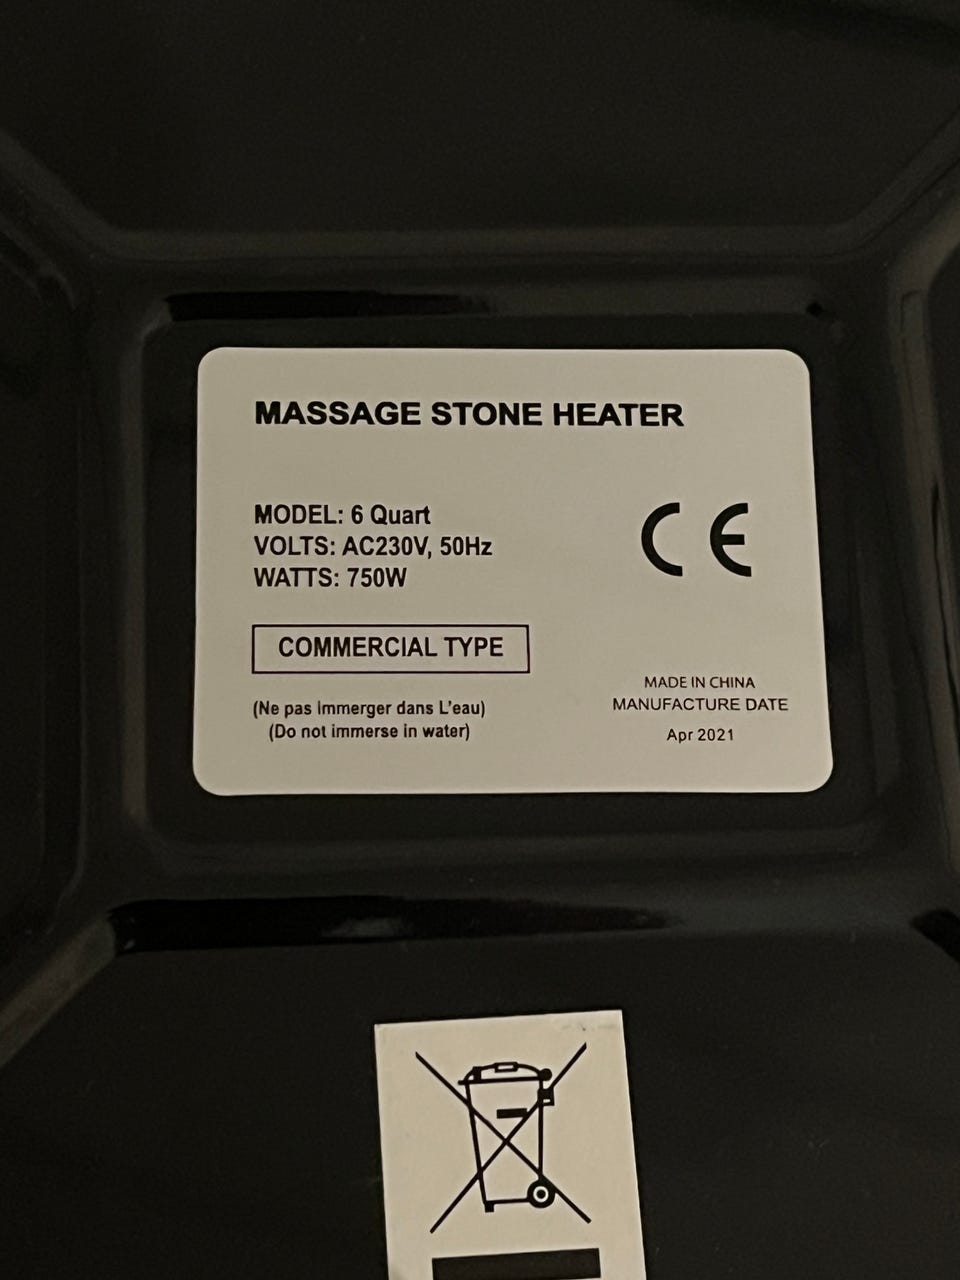 MASSAGE STONE HEATER
MODEL: 6 Quart
VOLTS: AC230V, 50Hz
WATTS: 750W
CE
COMMERCIAL TYPE
(Ne pas immerger dans L'eau)
(Do not immerse in water)
MADE IN CHINA
MANUFACTURE DATE
Apr 2021